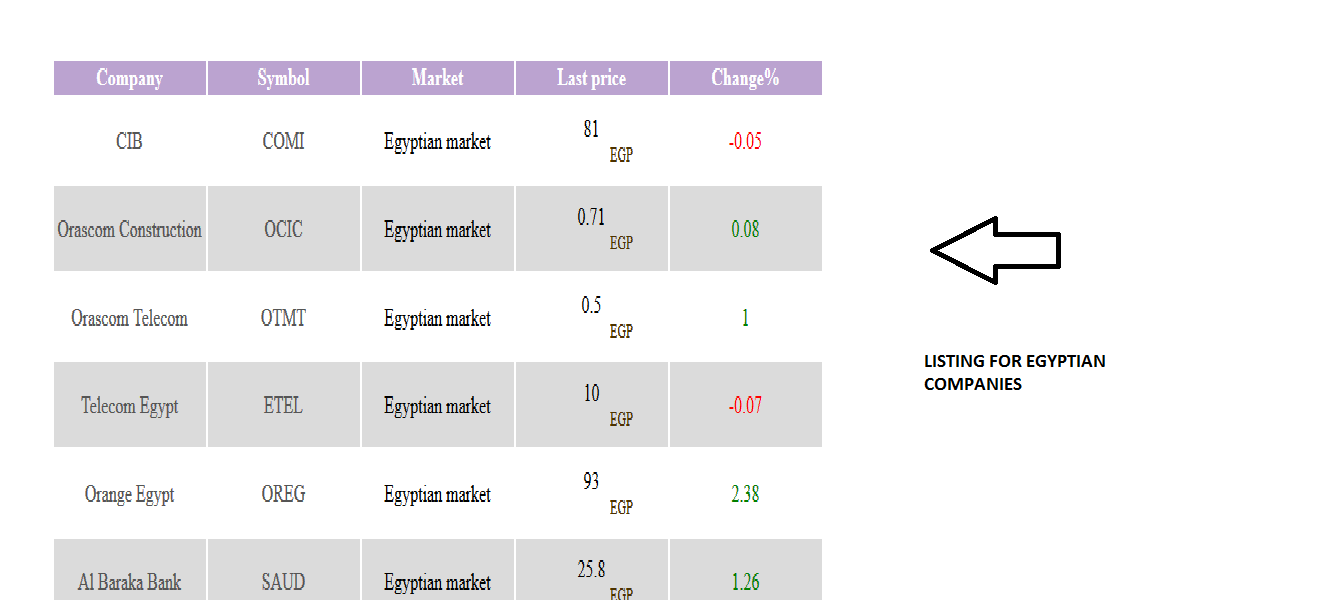 Company Symbol Market Last price Change%
CIB COMI Egyptian market 81 EGP -0.05
Orascom Construction OCIC Egyptian market 0.71 EGP 0.08
Orascom Telecom OTMT Egyptian market 0.5 EGP 1
Telecom Egypt ETEL Egyptian market 10 EGP -0.07
Orange Egypt OREG Egyptian market 93 EGP 2.38
Al Baraka Bank SAUD Egyptian market 25.8 EGP 1.26
LISTING FOR EGYPTIAN
COMPANIES